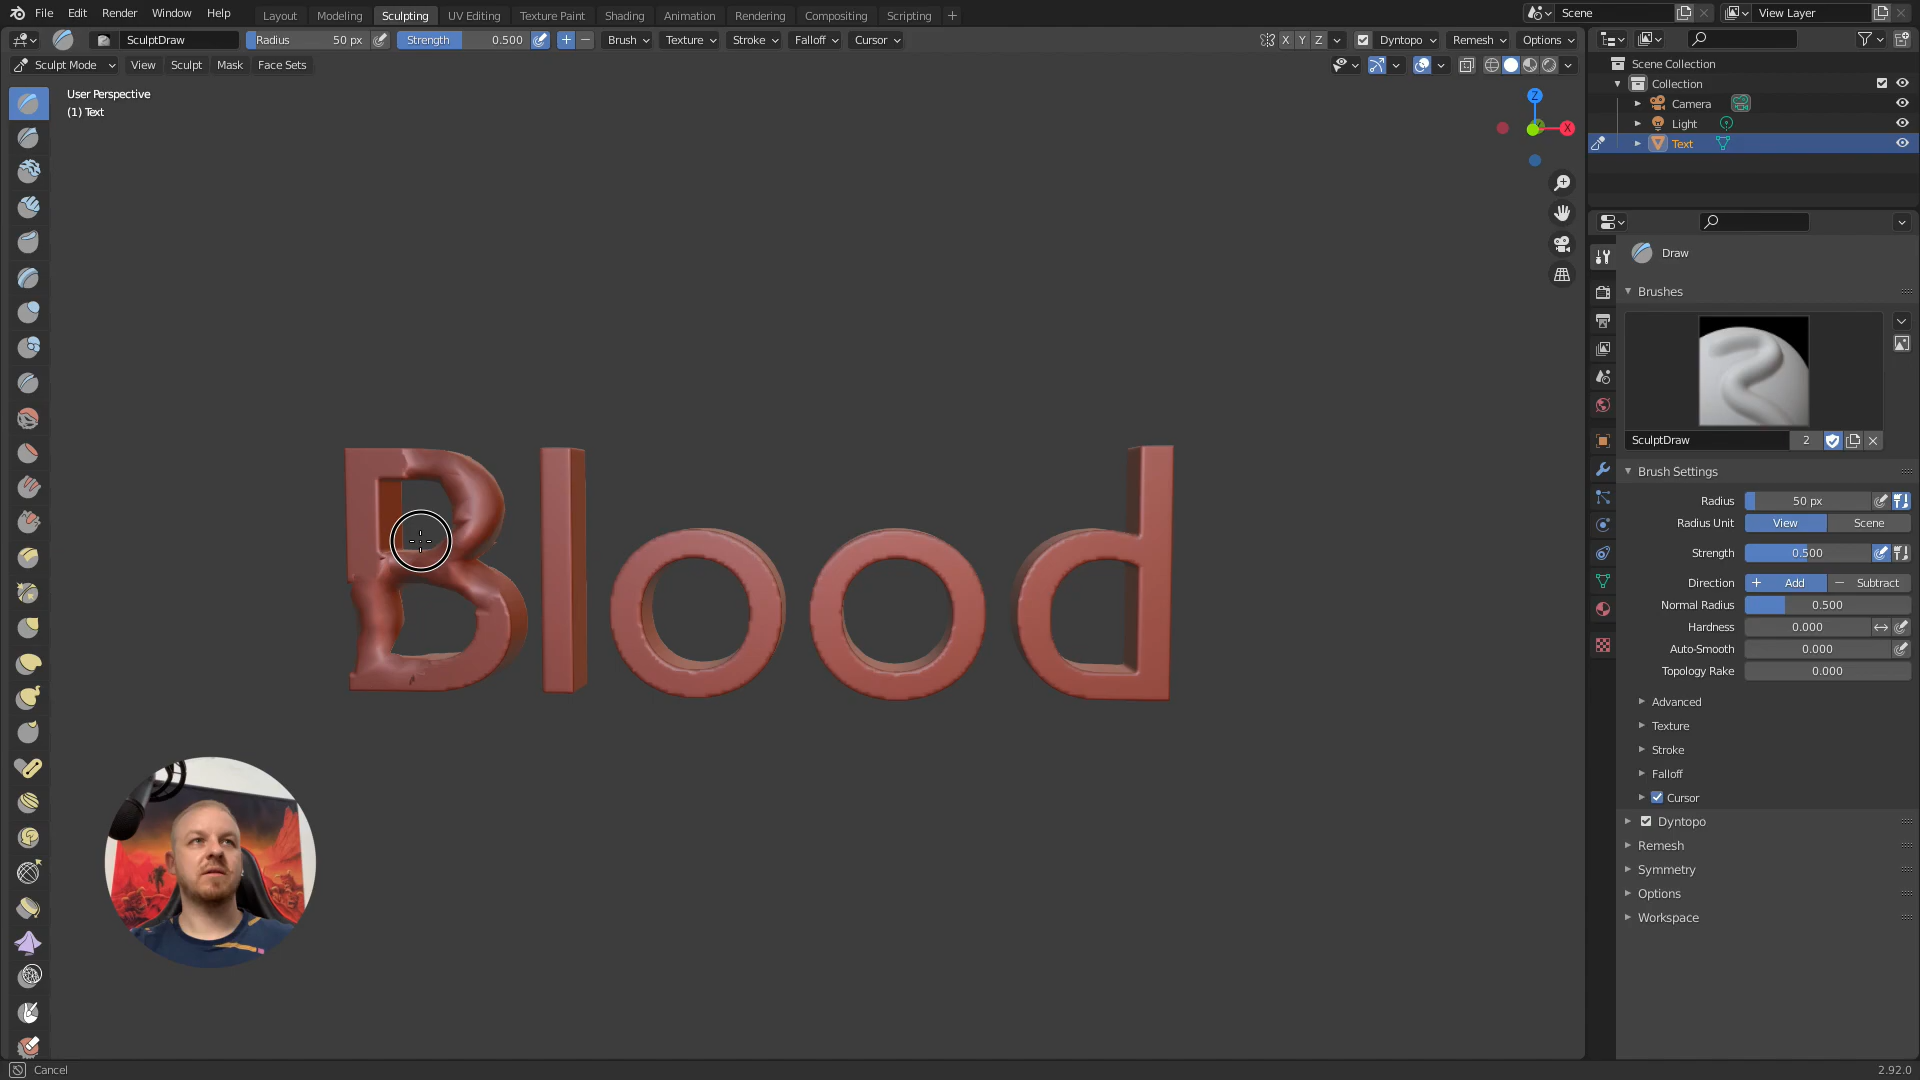 File Edit Render Window Help
Layout Modeling Sculpting UV Editing Texture Paint Shading Animation Rendering Compositing Scripting +
Scene
View Layer
SculptDraw Radius 50 px Strength 0.500 + − Brush Texture Stroke Falloff Cursor
X Y Z Dyntopo Remesh Options
Sculpt Mode View Sculpt Mask Face Sets
User Perspective
(1) Text
Z
X
Blood
Scene Collection
Collection
Camera
Light
Text
Draw
Brushes
SculptDraw 2
Brush Settings
Radius 50 px
Radius Unit View Scene
Strength 0.500
Direction + Add − Subtract
Normal Radius 0.500
Hardness 0.000
Auto-Smooth 0.000
Topology Rake 0.000
Advanced
Texture
Stroke
Falloff
Cursor
Dyntopo
Remesh
Symmetry
Options
Workspace
Cancel
2.92.0